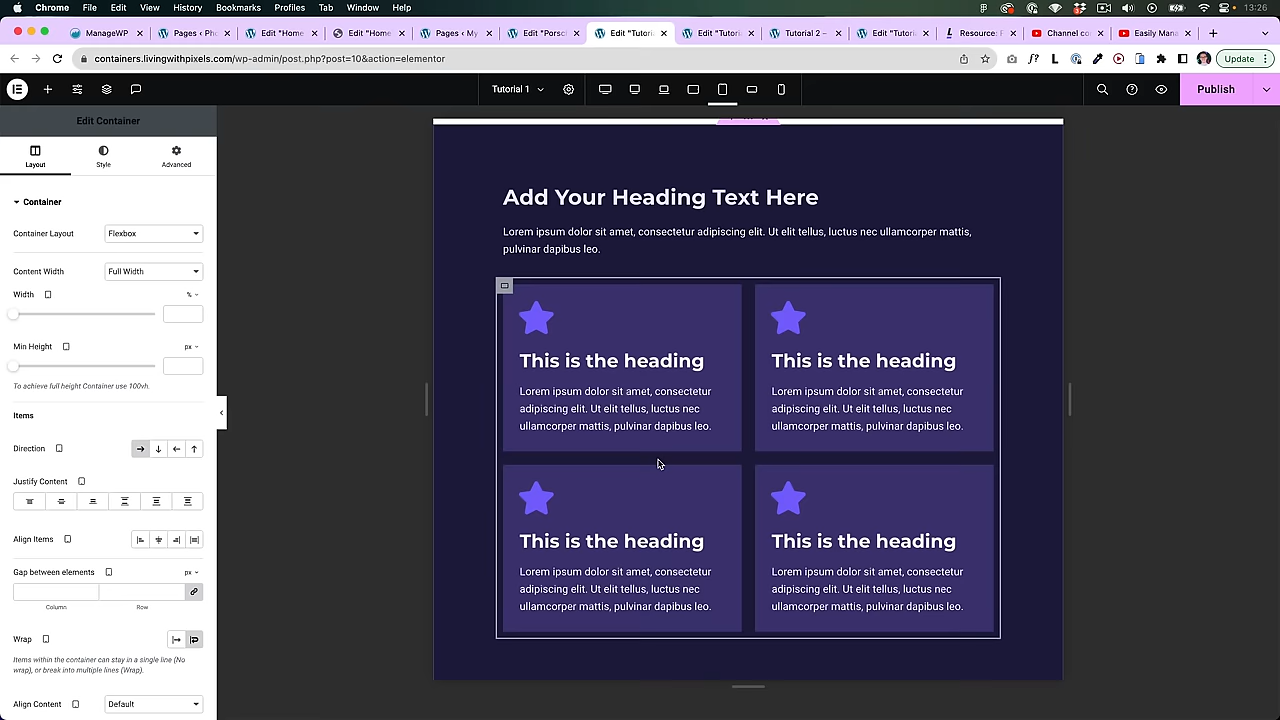 Chrome File Edit View History Bookmarks Profiles Tab Window Help 13:26
ManageWP Pages ‹ Pho Edit "Home Edit "Home Pages ‹ My Edit "Porsch Edit "Tutori Edit "Tutoria Tutorial 2 – Edit "Tutoria Resource: F Channel con Easily Mana
containers.livingwithpixels.com/wp-admin/post.php?post=10&action=elementor Update
Tutorial 1 Publish
Edit Container
Layout Style Advanced
Container
Container Layout Flexbox
Content Width Full Width
Width %
Min Height px
To achieve full height Container use 100vh.
Items
Direction
Justify Content
Align Items
Gap between elements px
Column Row
Wrap
Items within the container can stay in a single line (No
wrap), or break into multiple lines (Wrap).
Align Content Default
Add Your Heading Text Here
Lorem ipsum dolor sit amet, consectetur adipiscing elit. Ut elit tellus, luctus nec ullamcorper mattis,
pulvinar dapibus leo.
This is the heading
Lorem ipsum dolor sit amet, consectetur
adipiscing elit. Ut elit tellus, luctus nec
ullamcorper mattis, pulvinar dapibus leo.
This is the heading
Lorem ipsum dolor sit amet, consectetur
adipiscing elit. Ut elit tellus, luctus nec
ullamcorper mattis, pulvinar dapibus leo.
This is the heading
Lorem ipsum dolor sit amet, consectetur
adipiscing elit. Ut elit tellus, luctus nec
ullamcorper mattis, pulvinar dapibus leo.
This is the heading
Lorem ipsum dolor sit amet, consectetur
adipiscing elit. Ut elit tellus, luctus nec
ullamcorper mattis, pulvinar dapibus leo.